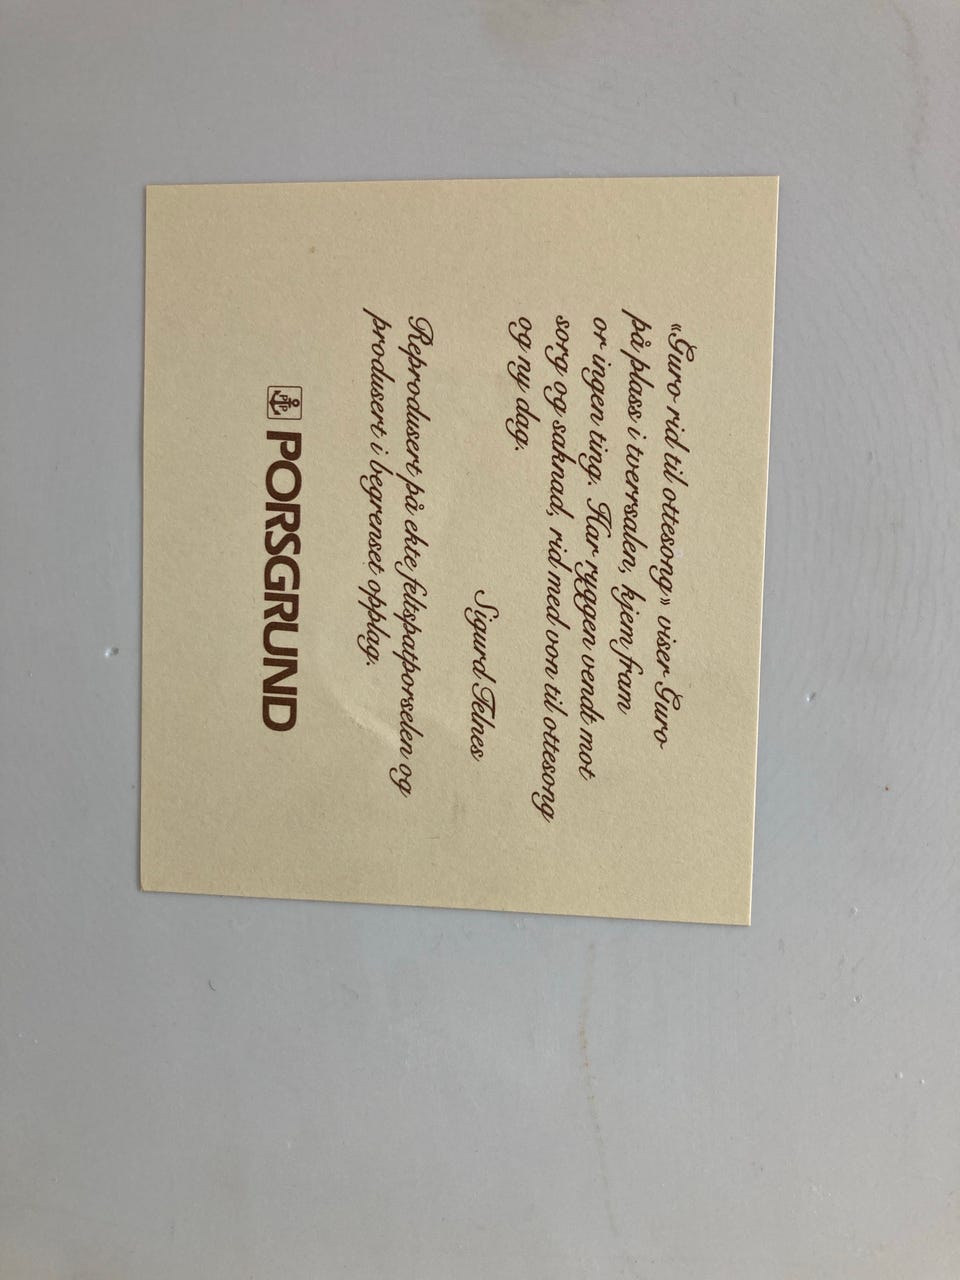 «Guro rid til ottesong» viser Guro
på plass i tverrsalen, kjem fram
or ingen ting. Har ryggen vendt mot
sorg og saknad, rid med von til ottesong
og ny dag.
Sigurd Telnes
Reprodusert på ekte feltspatporselen og
produsert i begrenset opplag.
PP PORSGRUND